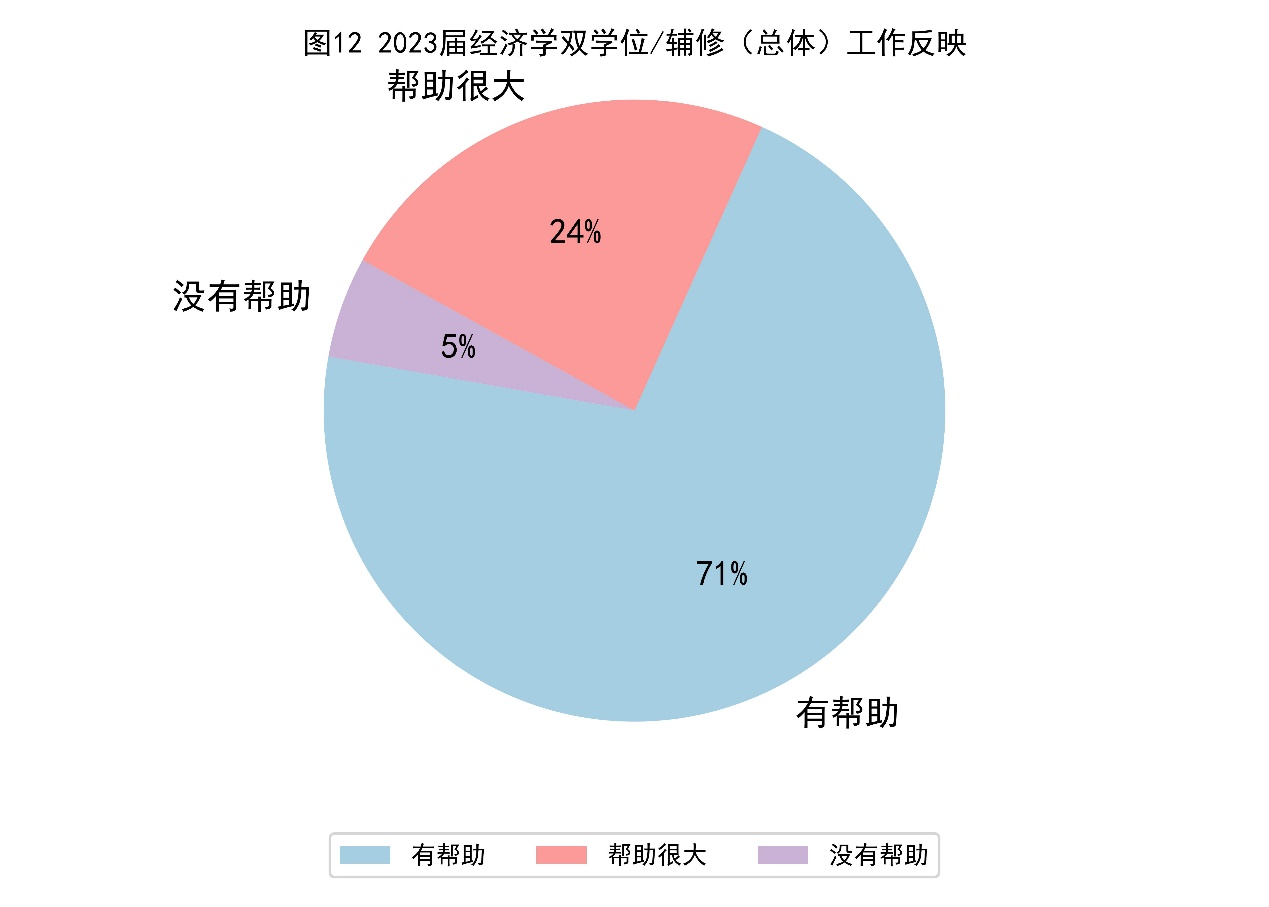 图12 2023届经济学双学位/辅修（总体）工作反映
帮助很大
24%
没有帮助
5%
71%
有帮助
有帮助 帮助很大 没有帮助